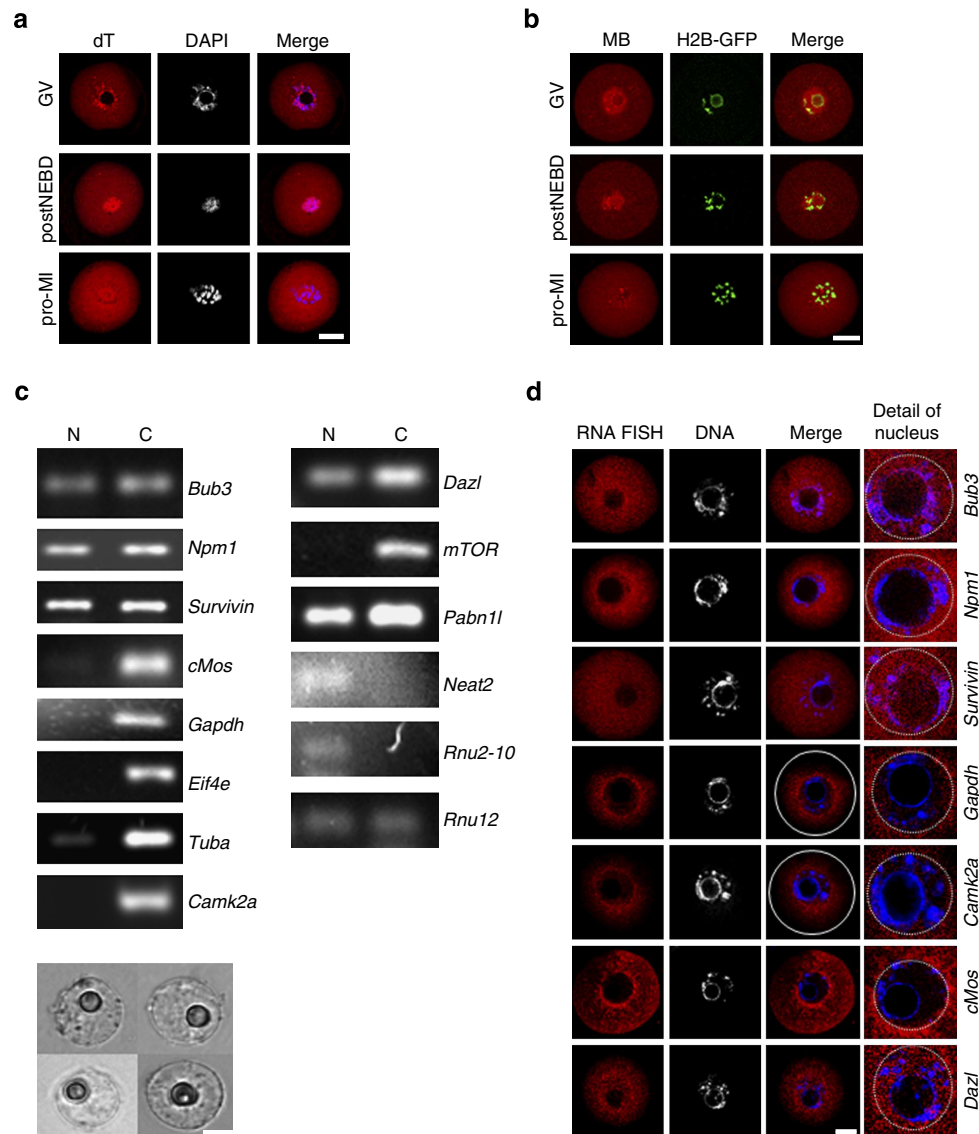 a
dT DAPI Merge
GV
postNEBD
pro-MI
b
MB H2B-GFP Merge
GV
postNEBD
pro-MI
c
N C
Bub3
Npm1
Survivin
cMos
Gapdh
Eif4e
Tuba
Camk2a
N C
Dazl
mTOR
Pabn1l
Neat2
Rnu2-10
Rnu12
d
RNA FISH DNA Merge Detail of
nucleus
Bub3
Npm1
Survivin
Gapdh
Camk2a
cMos
Dazl